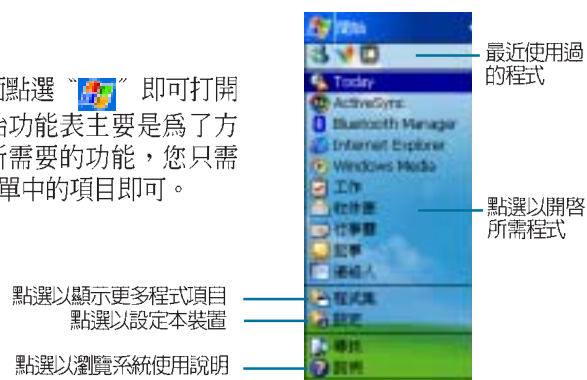 面點選〝 〞即可打開
始功能表主要是為了方
所需要的功能，您只需
單中的項目即可。
點選以顯示更多程式項目
點選以設定本裝置
點選以瀏覽系統使用說明
開始
Today
ActiveSync
Bluetooth Manager
Internet Explorer
Windows Media
工作
收件匣
行事曆
記事
連絡人
程式集
設定
尋找
說明
最近使用過
的程式
點選以開啓
所需程式